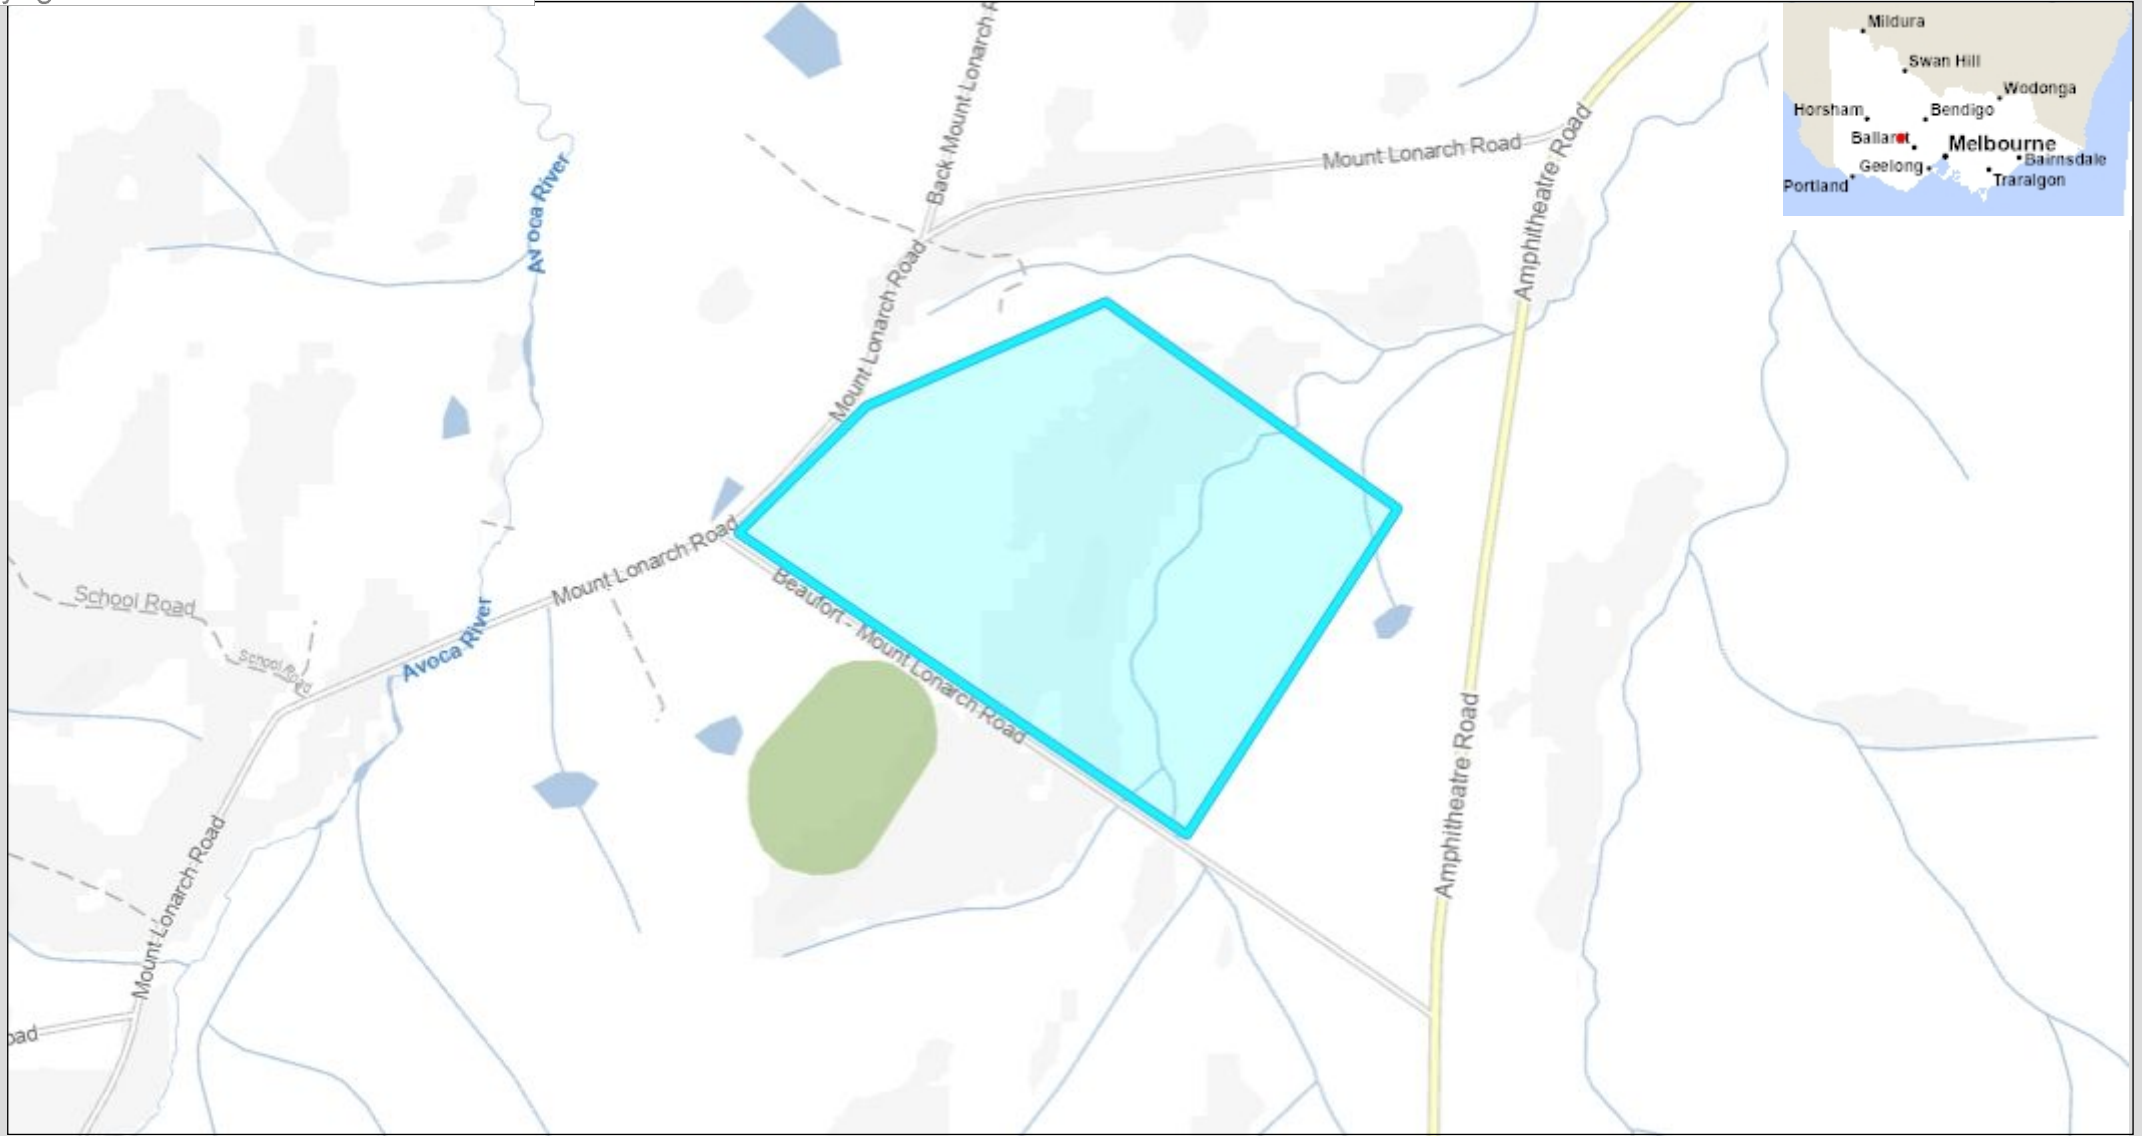 Mildura
Swan Hill
Wodonga
Horsham
Bendigo
Ballarat
Melbourne
Bairnsdale
Geelong
Traralgon
Portland
Back Mount Lonarch
Mount Lonarch Road
Amphitheatre Road
Avoca River
Mount Lonarch Road
Mount Lonarch Road
Beaufort - Mount Lonarch Road
School Road
School Road
Avoca River
Amphitheatre Road
Mount Lonarch Road
oad